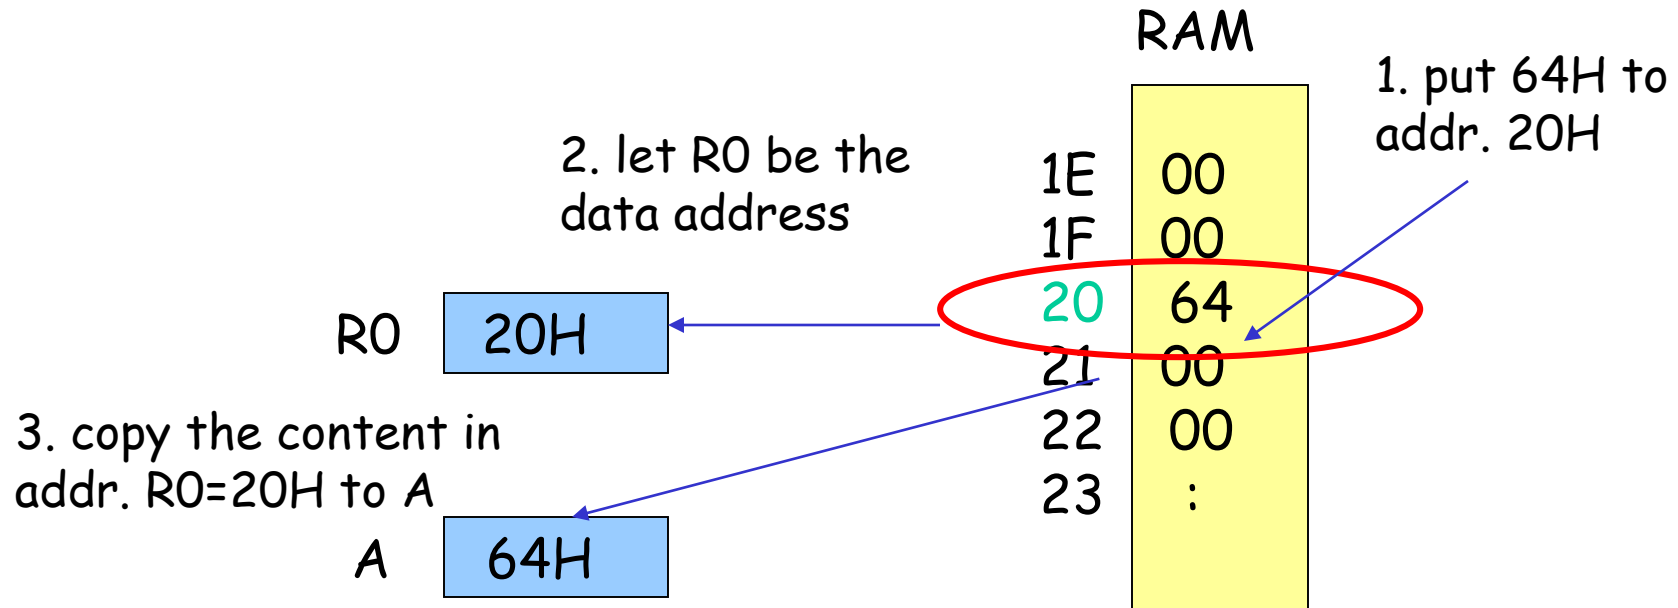 RAM
1. put 64H to
addr. 20H
2. let R0 be the
data address
1E 00
1F 00
20 64
R0 20H
21 00
22 00
3. copy the content in
addr. R0=20H to A
23 :
A 64H